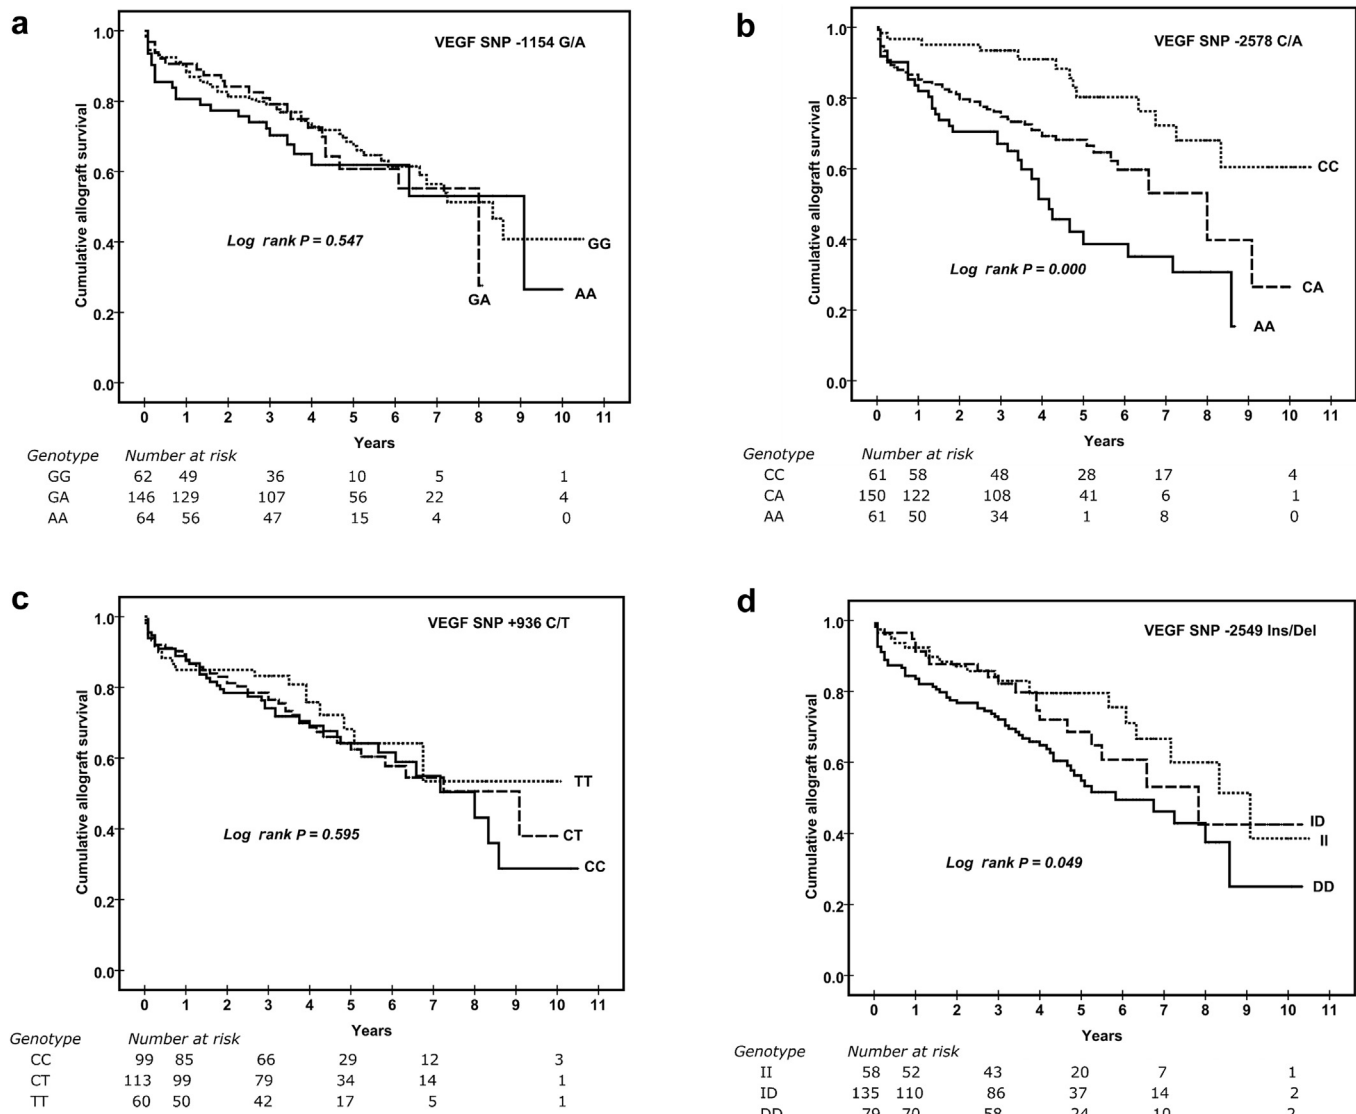 a
VEGF SNP -1154 G/A
Cumulative allograft survival
1.0
0.8
0.6
0.4
0.2
0.0
Log rank P = 0.547
GG
AA
GA
0 1 2 3 4 5 6 7 8 9 10 11
Years
Genotype Number at risk
GG 62 49 36 10 5 1
GA 146 129 107 56 22 4
AA 64 56 47 15 4 0
b
VEGF SNP -2578 C/A
Cumulative allograft survival
1.0
0.8
0.6
0.4
0.2
0.0
Log rank P = 0.000
CC
CA
AA
0 1 2 3 4 5 6 7 8 9 10 11
Years
Genotype Number at risk
CC 61 58 48 28 17 4
CA 150 122 108 41 6 1
AA 61 50 34 1 8 0
c
VEGF SNP +936 C/T
Cumulative allograft survival
1.0
0.8
0.6
0.4
0.2
0.0
Log rank P = 0.595
TT
CT
CC
0 1 2 3 4 5 6 7 8 9 10 11
Years
Genotype Number at risk
CC 99 85 66 29 12 3
CT 113 99 79 34 14 1
TT 60 50 42 17 5 1
d
VEGF SNP -2549 Ins/Del
Cumulative allograft survival
1.0
0.8
0.6
0.4
0.2
0.0
Log rank P = 0.049
ID
II
DD
0 1 2 3 4 5 6 7 8 9 10 11
Years
Genotype Number at risk
II 58 52 43 20 7 1
ID 135 110 86 37 14 2
DD 79 70 58 24 10 2